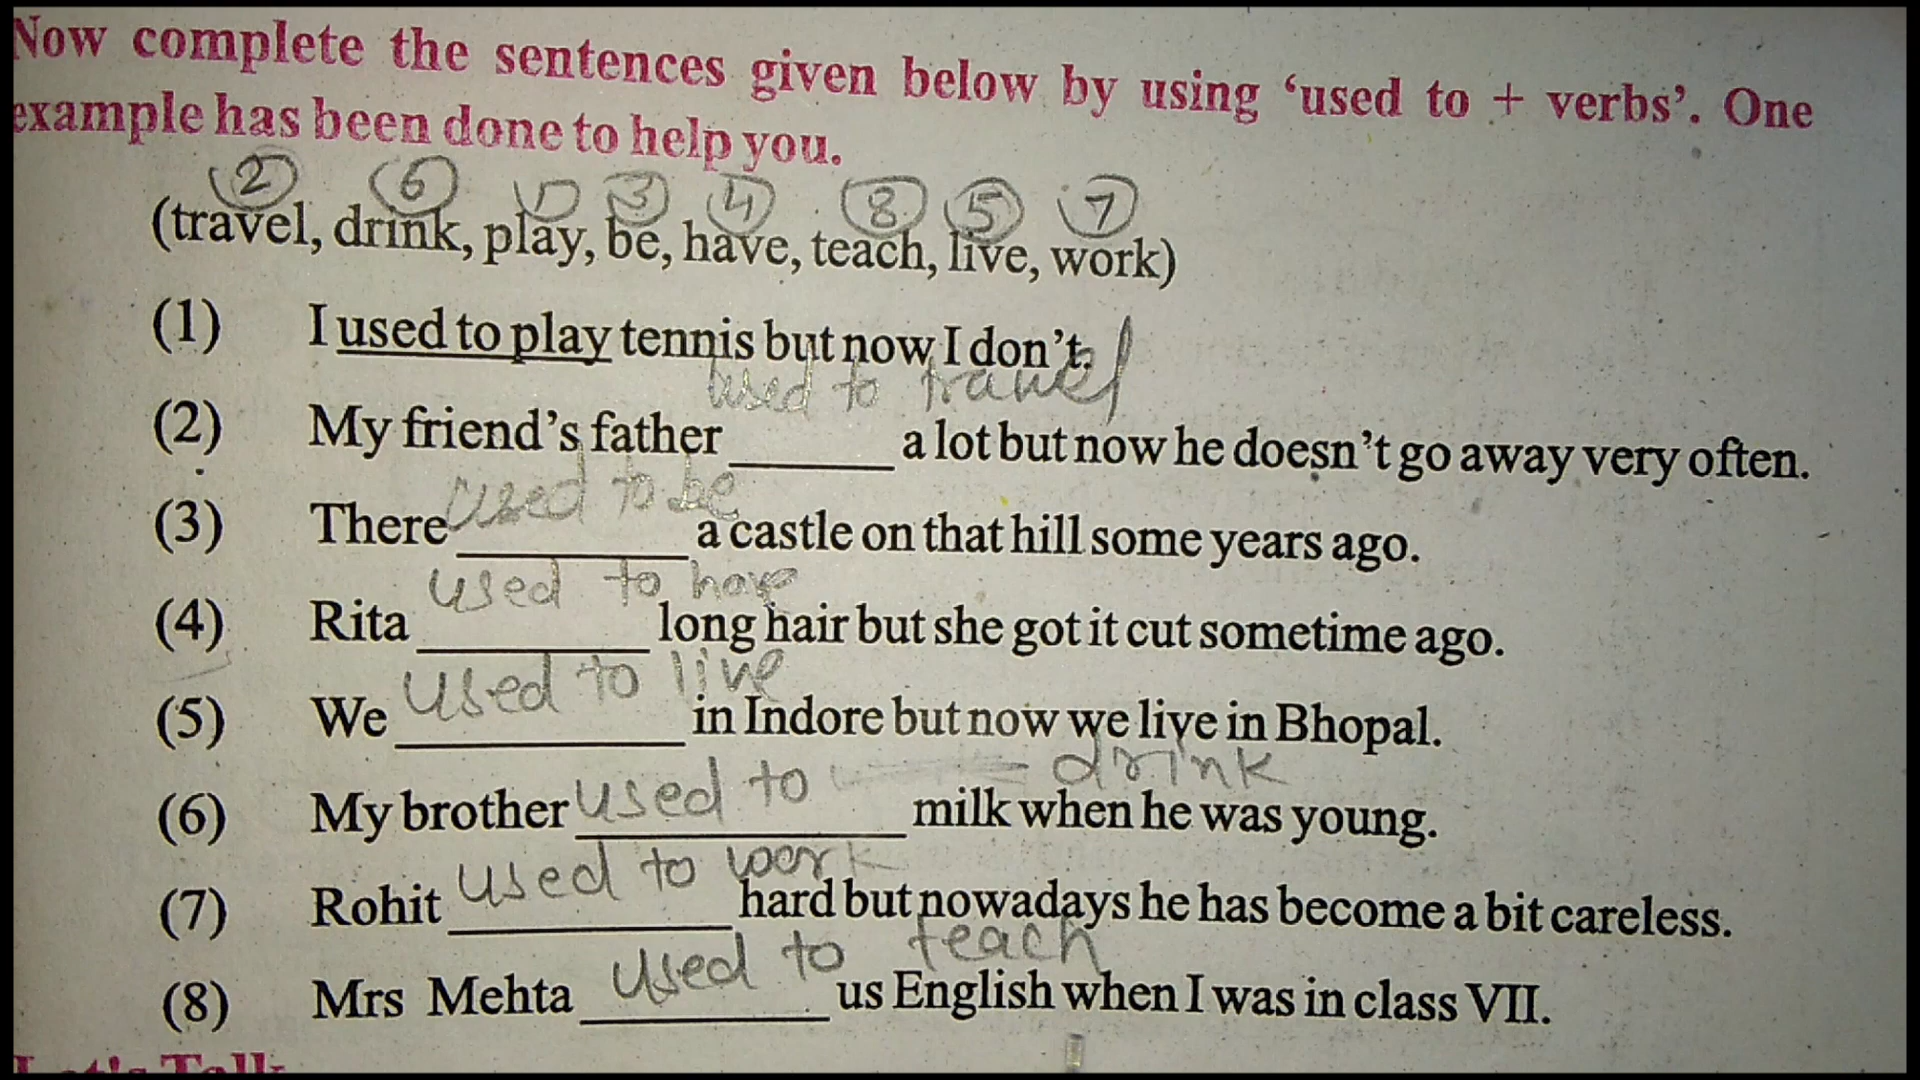 Now complete the sentences given below by using ‘used to + verbs’. One
example has been done to help you.
2 6 1 3 4 8 5 7
(travel, drink, play, be, have, teach, live, work)
(1) I used to play tennis but now I don’t.
used to travel
(2) My friend’s father ______ a lot but now he doesn’t go away very often.
used to be
(3) There ______ a castle on that hill some years ago.
used to have
(4) Rita ______ long hair but she got it cut sometime ago.
used to live
(5) We ______ in Indore but now we live in Bhopal.
used to drink
(6) My brother ______ milk when he was young.
used to work
(7) Rohit ______ hard but nowadays he has become a bit careless.
used to teach
(8) Mrs Mehta ______ us English when I was in class VII.
Let's Talk